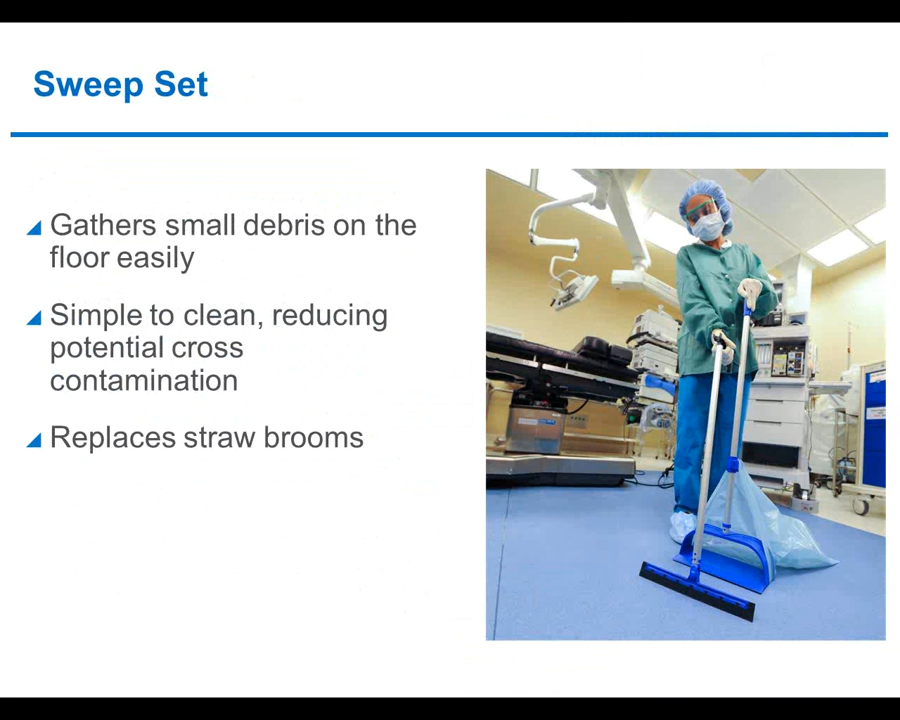 Sweep Set
Gathers small debris on the
floor easily
Simple to clean, reducing
potential cross
contamination
Replaces straw brooms